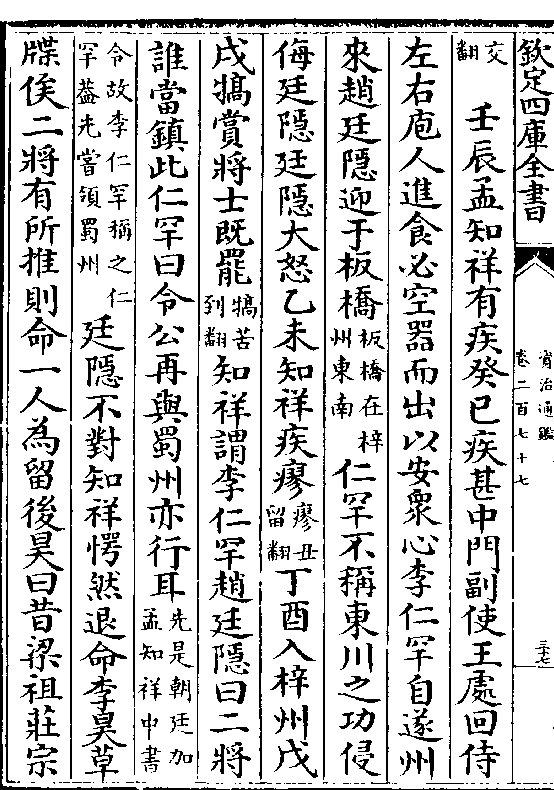 欽定四庫全書
資治通鑑
卷二百七十七
三十七
交翻 壬辰孟知祥有疾癸巳疾甚中門副使王處回侍
左右庖人進食必空器而出以安衆心李仁罕自遂州
來趙廷隱迎于板橋板橋在梓州東南仁罕不稱東川之功侵
侮廷隱廷隱大怒乙未知祥疾瘳瘳丑留翻丁酉入梓州戊
戌犒賞將士既罷犒苦到翻知祥謂李仁罕趙廷隱曰二將
誰當鎮此仁罕曰令公再與蜀州亦行耳先是朝廷加孟知祥中書
令故李仁罕稱之仁罕葢先嘗領蜀州廷隱不對知祥愕然退命李昊草
牒俟二將有所推則命一人為留後昊曰昔梁祖莊宗